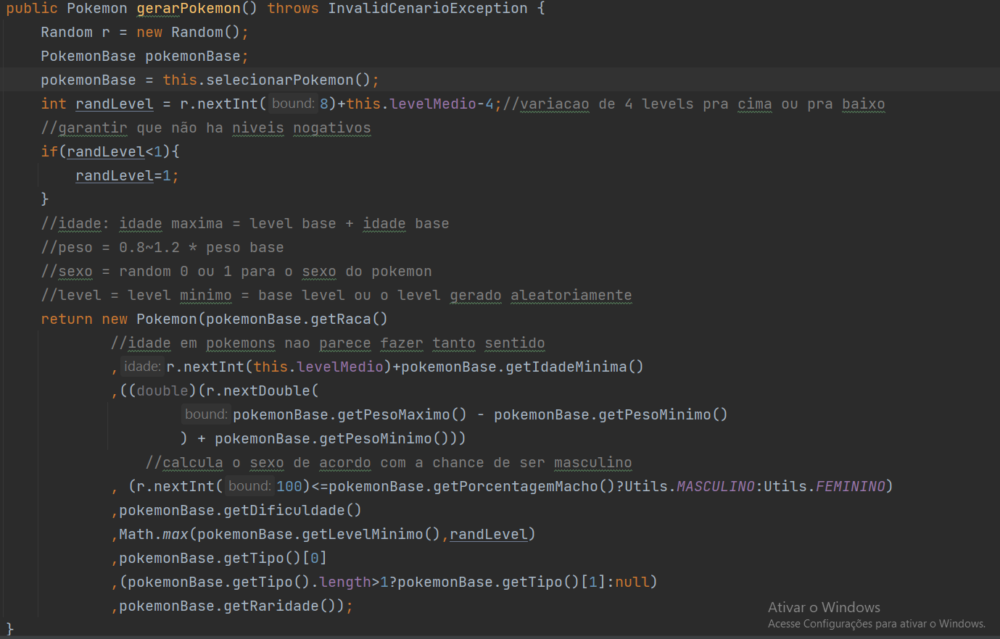 public Pokemon gerarPokemon() throws InvalidCenarioException {
    Random r = new Random();
    PokemonBase pokemonBase;
    pokemonBase = this.selecionarPokemon();
    int randLevel = r.nextInt( bound: 8)+this.levelMedio-4;//variacao de 4 levels pra cima ou pra baixo
    //garantir que não ha niveis nogativos
    if(randLevel<1){
        randLevel=1;
    }
    //idade: idade maxima = level base + idade base
    //peso = 0.8~1.2 * peso base
    //sexo = random 0 ou 1 para o sexo do pokemon
    //level = level minimo = base level ou o level gerado aleatoriamente
    return new Pokemon(pokemonBase.getRaca()
            //idade em pokemons nao parece fazer tanto sentido
            , idade: r.nextInt(this.levelMedio)+pokemonBase.getIdadeMinima()
            ,((double)(r.nextDouble(
                    bound: pokemonBase.getPesoMaximo() - pokemonBase.getPesoMinimo()
                    ) + pokemonBase.getPesoMinimo()))
                //calcula o sexo de acordo com a chance de ser masculino
            , (r.nextInt( bound: 100)<=pokemonBase.getPorcentagemMacho()?Utils.MASCULINO:Utils.FEMININO)
            ,pokemonBase.getDificuldade()
            ,Math.max(pokemonBase.getLevelMinimo(),randLevel)
            ,pokemonBase.getTipo()[0]
            ,(pokemonBase.getTipo().length>1?pokemonBase.getTipo()[1]:null)
            ,pokemonBase.getRaridade());
}
Ativar o Windows
Acesse Configurações para ativar o Windows.